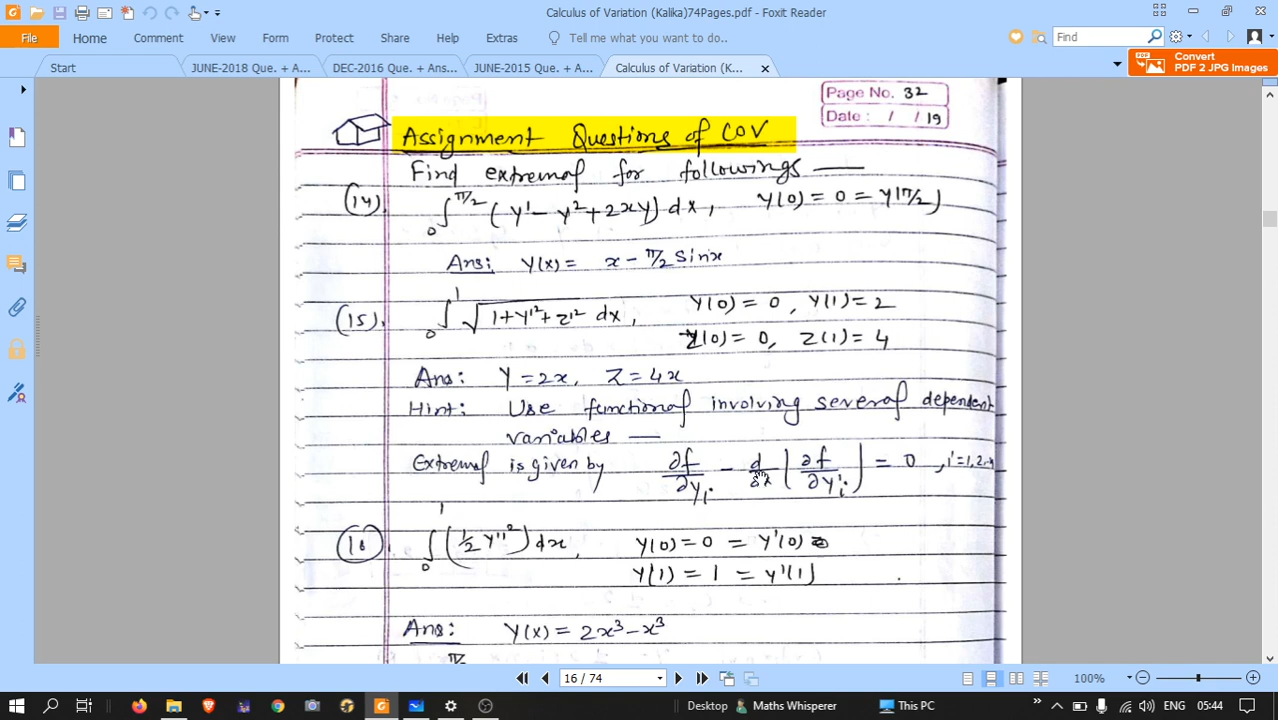 Calculus of Variation (Kalika)74Pages.pdf - Foxit Reader
File Home Comment View Form Protect Share Help Extras Tell me what you want to do.. Find
Convert
PDF 2 JPG Images
Start JUNE-2018 Que. + A... DEC-2016 Que. + Ans... JUNE-2015 Que. + A... Calculus of Variation (K...
Page No. 32
Date : / / 19
Assignment Questions of COV
Find extremal for followings —
(14). ∫₀^{π/2} (y' - y² + 2xy) dx, y(0) = 0 = y(π/2)
Ans: y(x) = x - π/2 Sinx
(15). ∫₀¹ √(1+y'²+z'²) dx, y(0) = 0, y(1) = 2
z(0) = 0, z(1) = 4
Ans: y = 2x, z = 4x
Hint: Use functional involving several dependent
variables —
Extremal is given by ∂f/∂yᵢ - d/dx (∂f/∂yᵢ') = 0, i=1,2..n
(16). ∫₀¹ (½ y''²) dx, y(0) = 0 = y'(0)
y(1) = 1 = y'(1)
Ans: y(x) = 2x³ - x³
π/
16 / 74 100%
Desktop Maths Whisperer This PC ENG 05:44